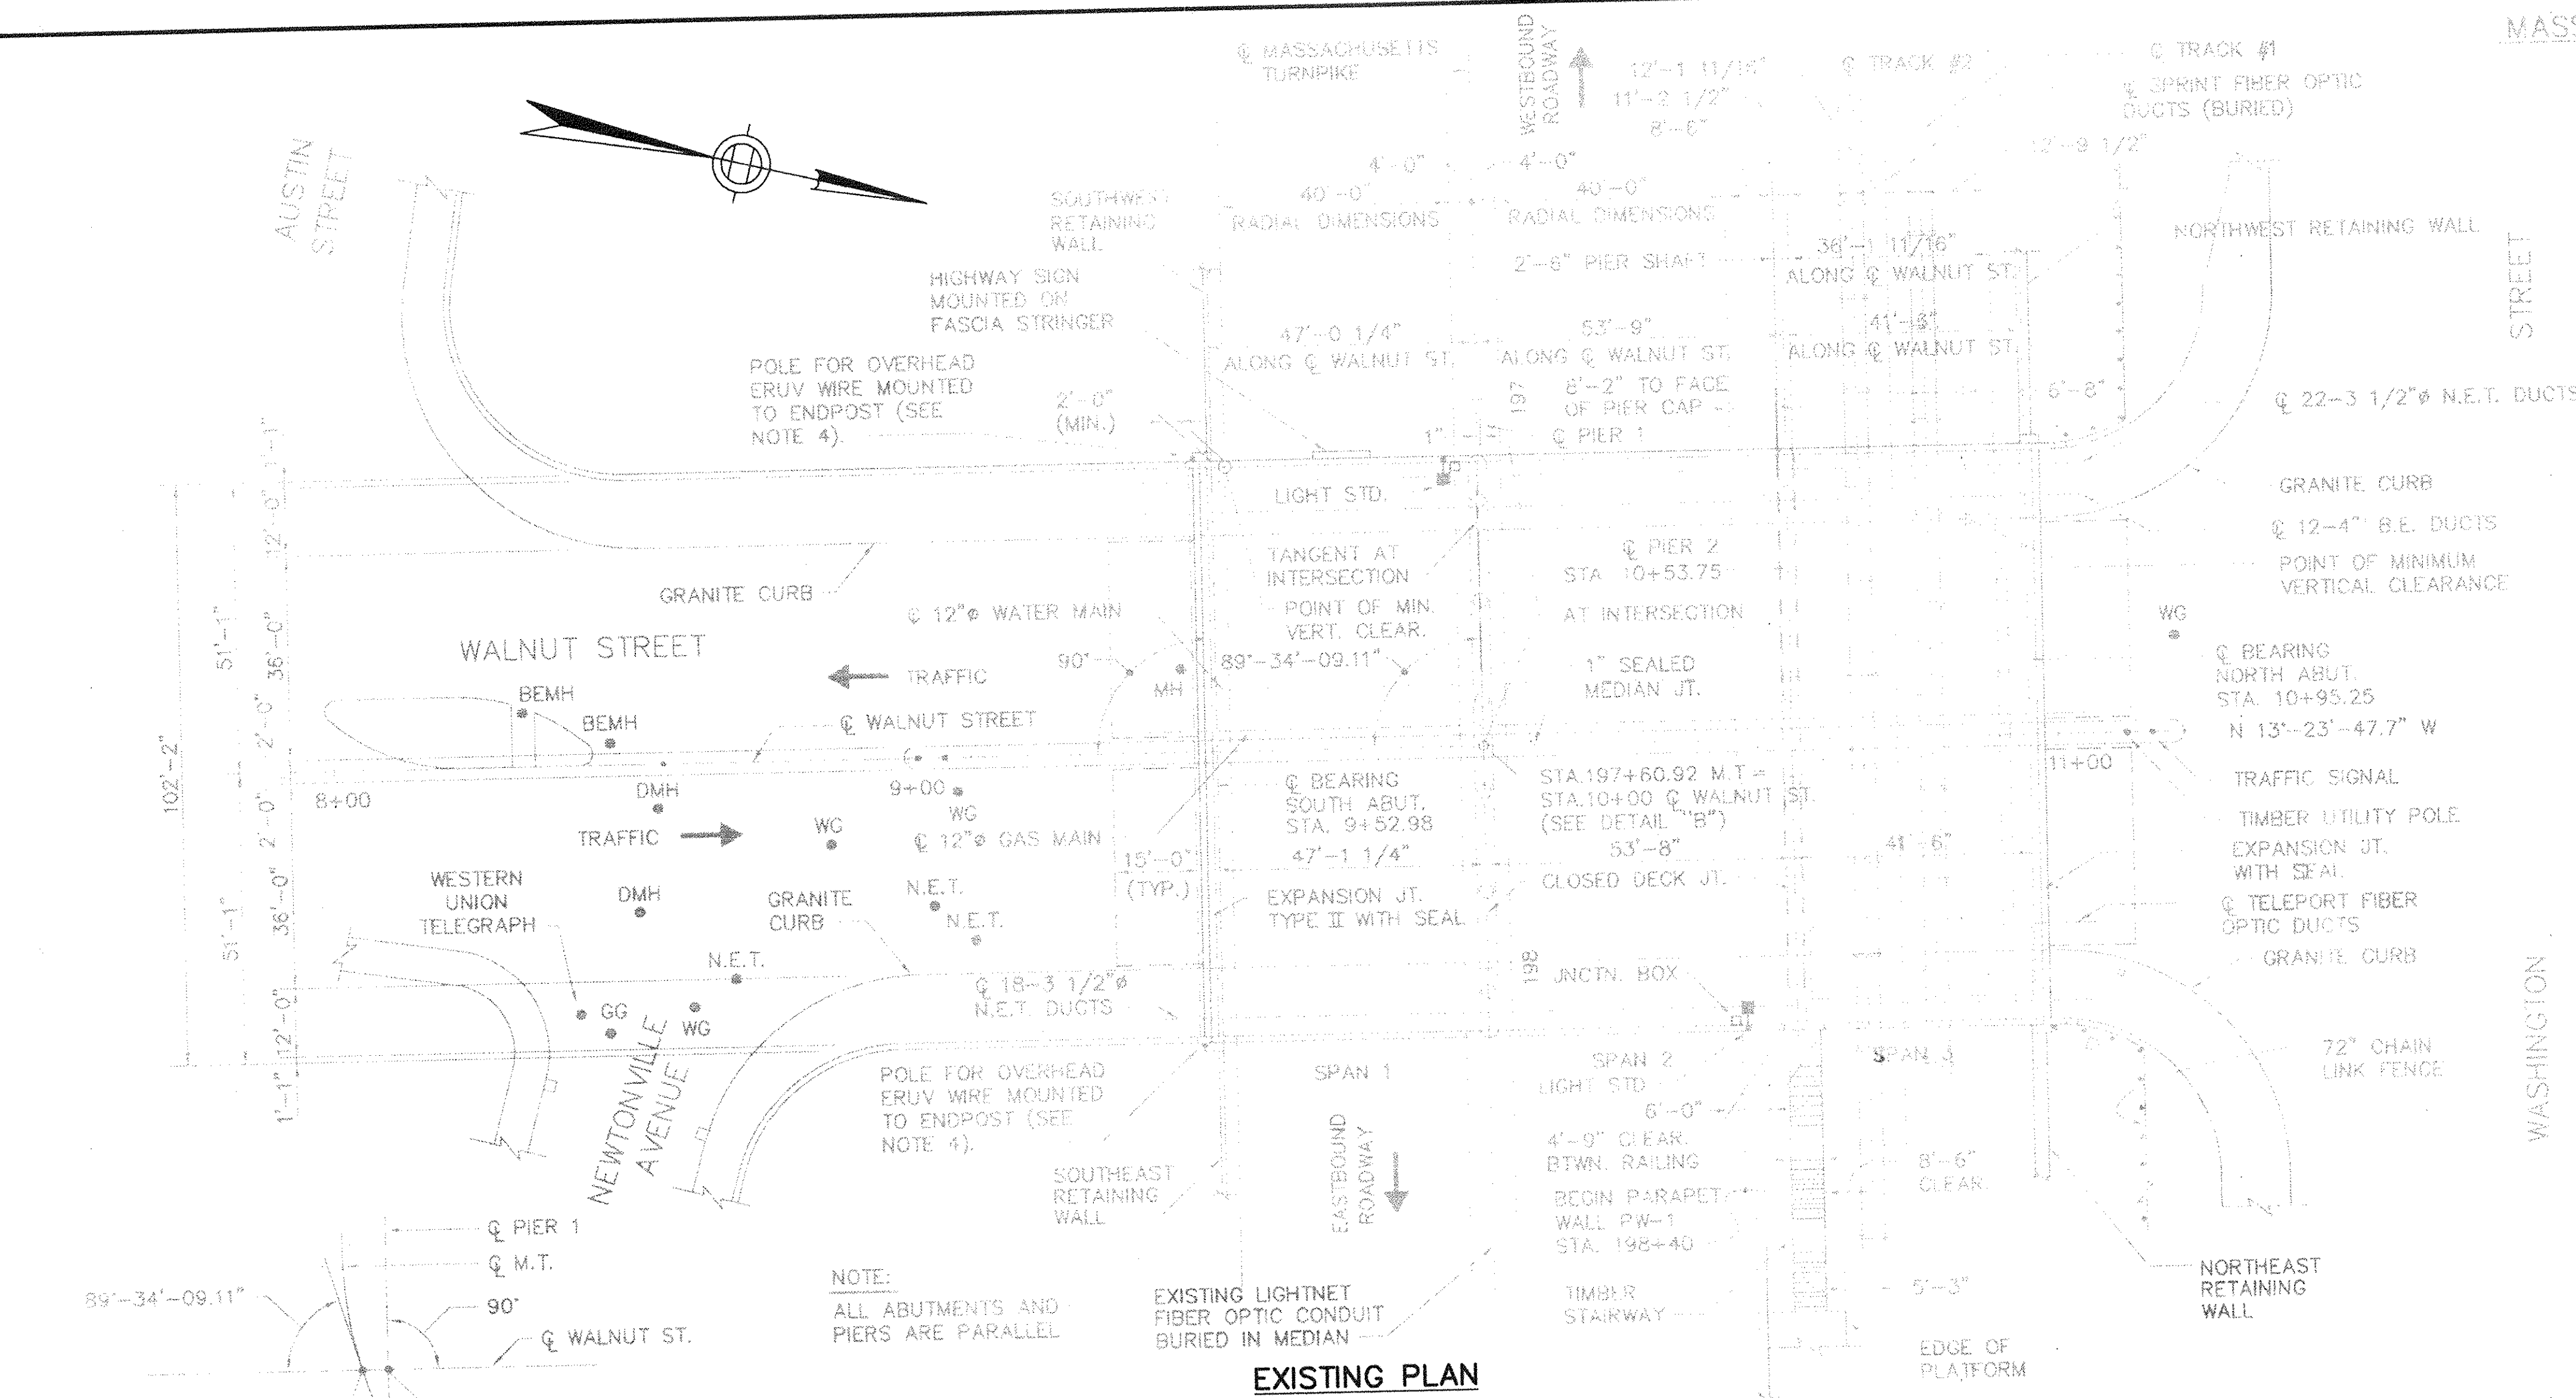 MASS
℄ MASSACHUSETTS
TURNPIKE
WESTBOUND
ROADWAY
12'-1 11/16"
11'-2 1/2"
8'-6"
℄ TRACK #2
℄ TRACK #1
℄ SPRINT FIBER OPTIC
DUCTS (BURIED)
12'-9 1/2"
AUSTIN
STREET
4'-0"
4'-0"
40'-0"
RADIAL DIMENSIONS
40'-0"
RADIAL DIMENSIONS
SOUTHWEST
RETAINING
WALL
NORTHWEST RETAINING WALL
STREET
2'-6" PIER SHAFT
36'-1 11/16"
ALONG ℄ WALNUT ST.
HIGHWAY SIGN
MOUNTED ON
FASCIA STRINGER
47'-0 1/4"
ALONG ℄ WALNUT ST.
53'-9"
ALONG ℄ WALNUT ST.
41'-6"
ALONG ℄ WALNUT ST.
POLE FOR OVERHEAD
ERUV WIRE MOUNTED
TO ENDPOST (SEE
NOTE 4).
2'-0"
(MIN.)
197
8'-2" TO FACE
OF PIER CAP
6'-8"
℄ 22-3 1/2"ø N.E.T. DUCTS
1"
℄ PIER 1
LIGHT STD.
GRANITE CURB
℄ 12-4" B.E. DUCTS
POINT OF MINIMUM
VERTICAL CLEARANCE
TANGENT AT
INTERSECTION
℄ PIER 2
STA 10+53.75
GRANITE CURB
℄ 12"ø WATER MAIN
POINT OF MIN.
VERT. CLEAR.
AT INTERSECTION
WG
WALNUT STREET
TRAFFIC
90°
MH
89°-34'-09.11"
1" SEALED
MEDIAN JT.
℄ BEARING
NORTH ABUT.
STA. 10+95.25
BEMH
BEMH
℄ WALNUT STREET
N 13°-23'-47.7" W
1'-1"
12'-0"
36'-0"
2'-0"
51'-1"
102'-2"
2'-0"
36'-0"
51'-1"
12'-0"
1'-1"
8+00
DMH
9+00
WG
11+00
TRAFFIC SIGNAL
℄ BEARING
SOUTH ABUT.
STA. 9+52.98
STA.197+60.92 M.T =
STA.10+00 ℄ WALNUT ST.
(SEE DETAIL "B")
TRAFFIC
WG
℄ 12"ø GAS MAIN
TIMBER UTILITY POLE
15'-0"
(TYP.)
47'-1 1/4"
53'-8"
41'-6"
EXPANSION JT.
WITH SEAL
WESTERN
UNION
TELEGRAPH
DMH
GRANITE
CURB
N.E.T.
N.E.T.
EXPANSION JT.
TYPE II WITH SEAL
CLOSED DECK JT.
℄ TELEPORT FIBER
OPTIC DUCTS
N.E.T.
GRANITE CURB
198
JNCTN. BOX
℄ 18-3 1/2"ø
N.E.T. DUCTS
GG
WG
NEWTONVILLE
AVENUE
WASHINGTON
72" CHAIN
LINK FENCE
POLE FOR OVERHEAD
ERUV WIRE MOUNTED
TO ENDPOST (SEE
NOTE 4).
SPAN 1
SPAN 2
SPAN 3
LIGHT STD
6'-0"
EASTBOUND
ROADWAY
4'-9" CLEAR.
BTWN. RAILING
8'-6"
CLEAR.
SOUTHEAST
RETAINING
WALL
BEGIN PARAPET
WALL PW-1
STA. 198+40
℄ PIER 1
℄ M.T.
89°-34'-09.11"
90°
℄ WALNUT ST.
NOTE:
ALL ABUTMENTS AND
PIERS ARE PARALLEL
EXISTING LIGHTNET
FIBER OPTIC CONDUIT
BURIED IN MEDIAN
TIMBER
STAIRWAY
5'-3"
NORTHEAST
RETAINING
WALL
EDGE OF
PLATFORM
EXISTING PLAN